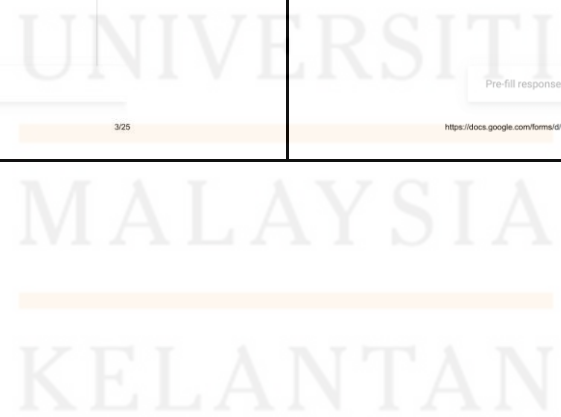 UNIVERSITI
Pre-fill response
3/25
https://docs.google.com/forms/d/
MALAYSIA
KELANTAN